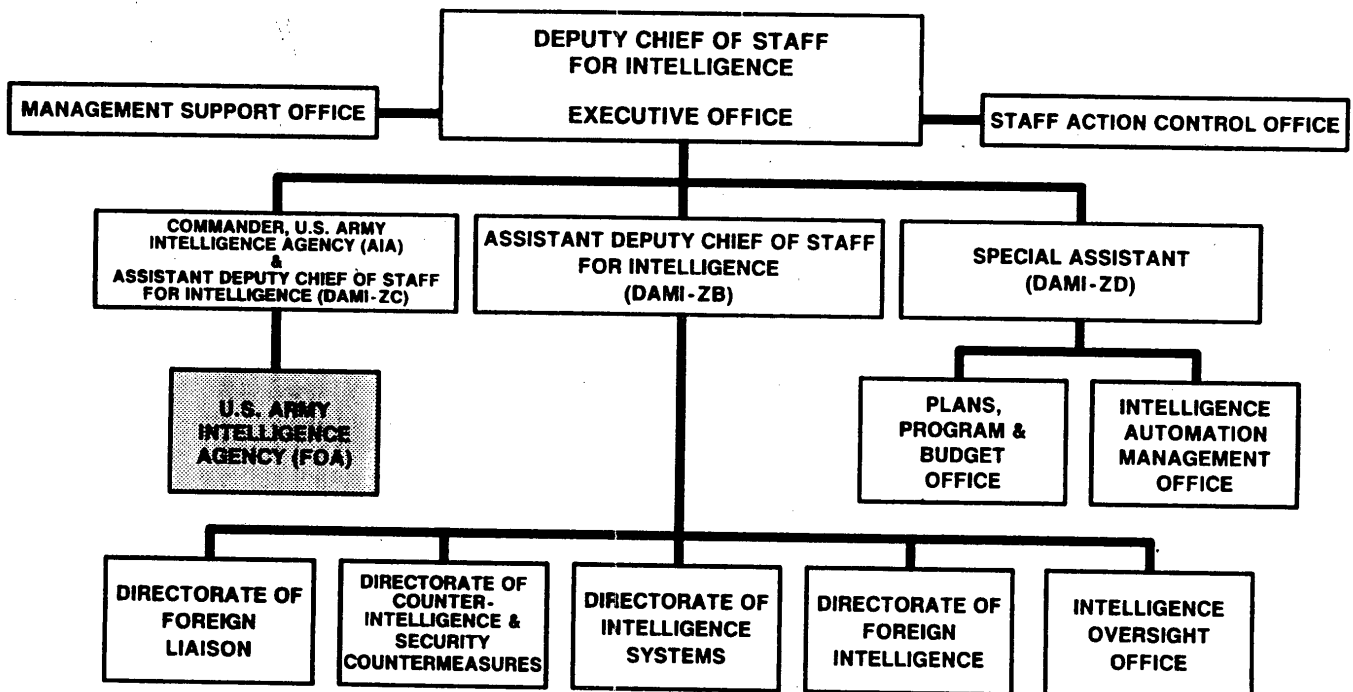 DEPUTY CHIEF OF STAFF
FOR INTELLIGENCE
EXECUTIVE OFFICE
MANAGEMENT SUPPORT OFFICE
STAFF ACTION CONTROL OFFICE
COMMANDER, U.S. ARMY
INTELLIGENCE AGENCY (AIA)
&
ASSISTANT DEPUTY CHIEF OF STAFF
FOR INTELLIGENCE (DAMI-ZC)
ASSISTANT DEPUTY CHIEF OF STAFF
FOR INTELLIGENCE
(DAMI-ZB)
SPECIAL ASSISTANT
(DAMI-ZD)
U.S. ARMY
INTELLIGENCE
AGENCY (FOA)
PLANS,
PROGRAM &
BUDGET
OFFICE
INTELLIGENCE
AUTOMATION
MANAGEMENT
OFFICE
DIRECTORATE OF
FOREIGN
LIAISON
DIRECTORATE OF
COUNTER-
INTELLIGENCE &
SECURITY
COUNTERMEASURES
DIRECTORATE OF
INTELLIGENCE
SYSTEMS
DIRECTORATE OF
FOREIGN
INTELLIGENCE
INTELLIGENCE
OVERSIGHT
OFFICE